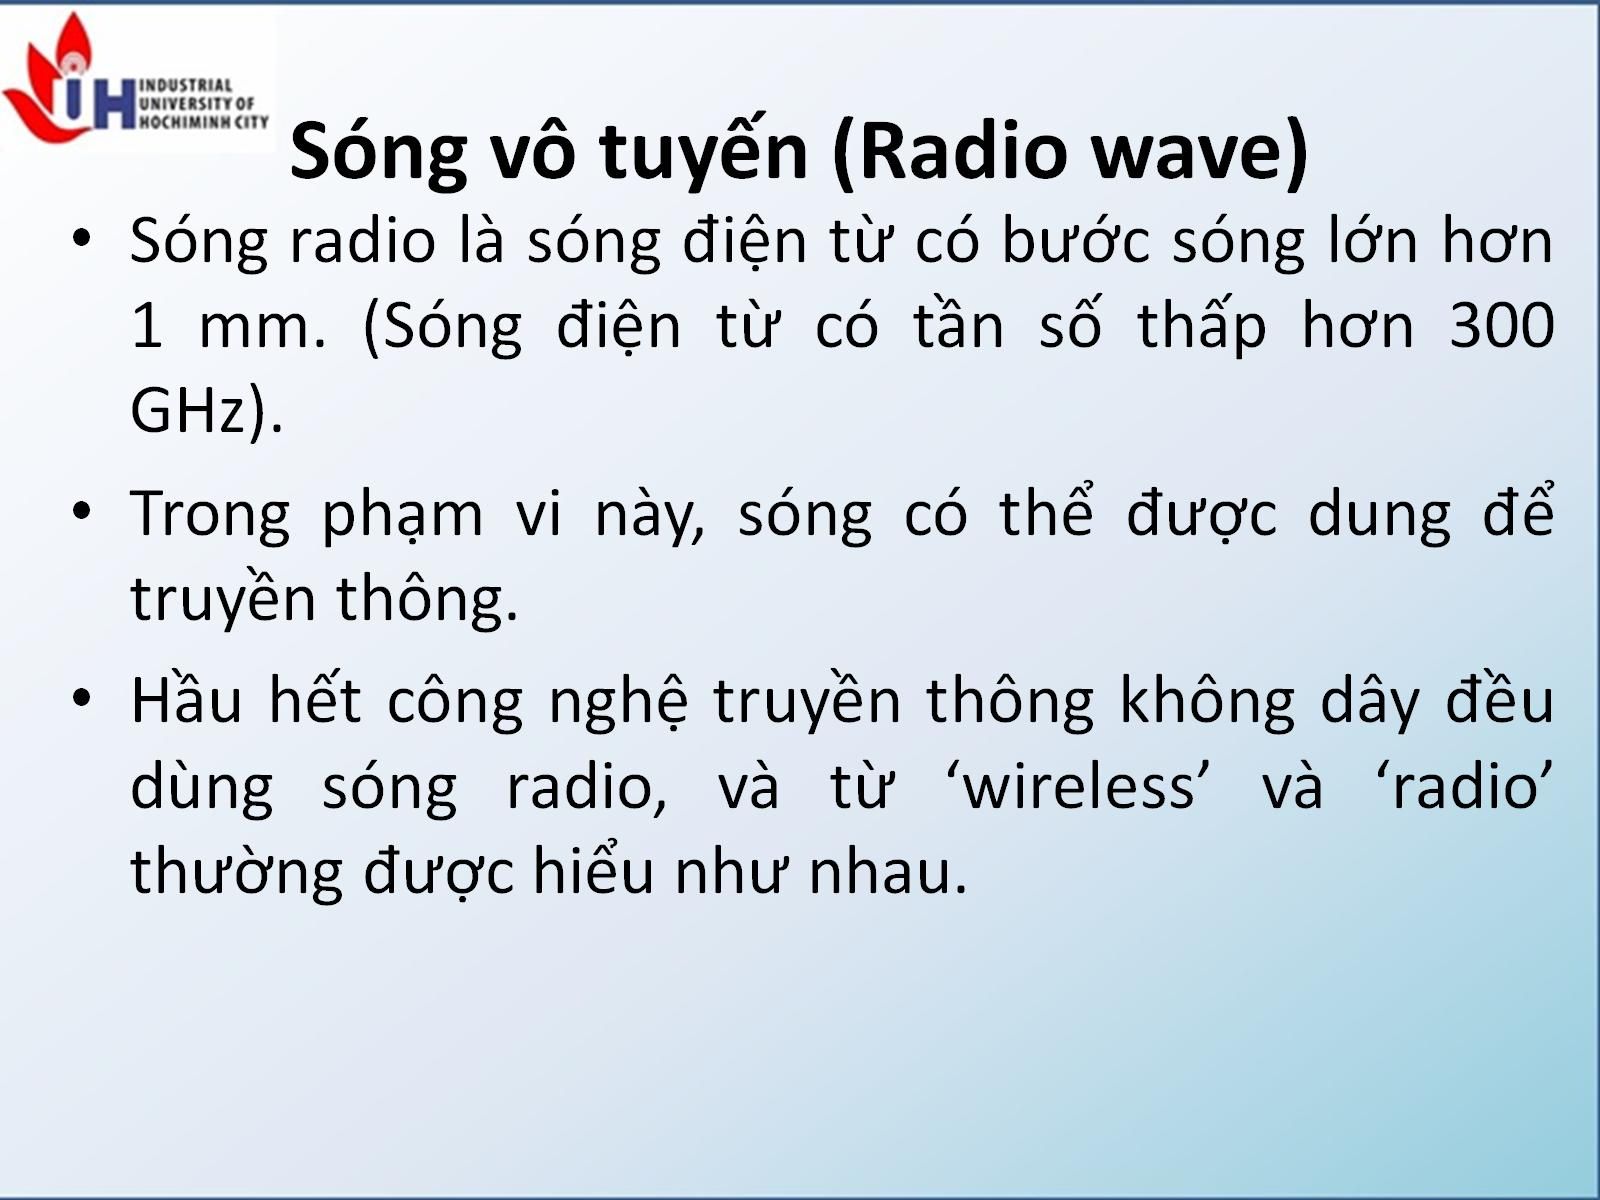 INDUSTRIAL
UNIVERSITY OF
HOCHIMINH CITY
IUH
Sóng vô tuyến (Radio wave)
• Sóng radio là sóng điện từ có bước sóng lớn hơn
1 mm. (Sóng điện từ có tần số thấp hơn 300
GHz).
• Trong phạm vi này, sóng có thể được dung để
truyền thông.
• Hầu hết công nghệ truyền thông không dây đều
dùng sóng radio, và từ ‘wireless’ và ‘radio’
thường được hiểu như nhau.